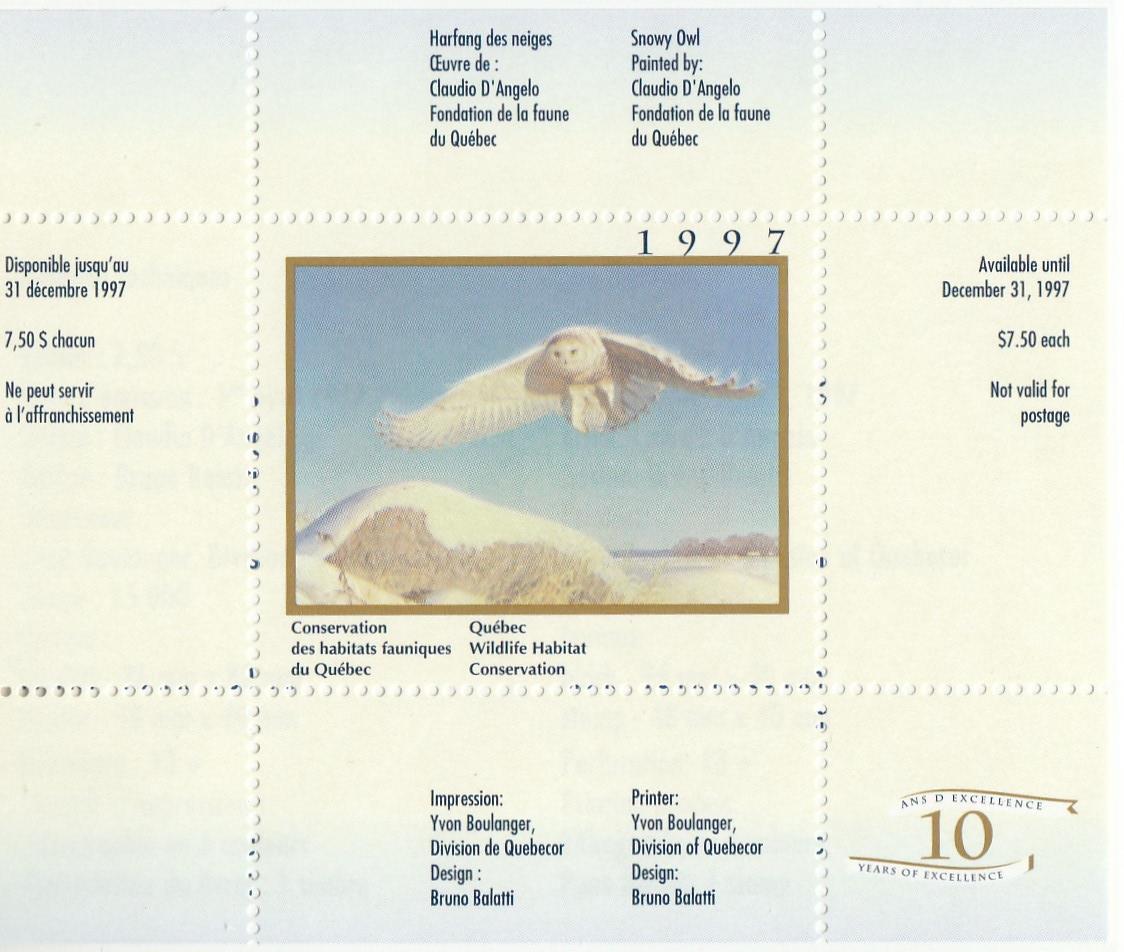 Harfang des neiges
Œuvre de :
Claudio D'Angelo
Fondation de la faune
du Québec
Snowy Owl
Painted by:
Claudio D'Angelo
Fondation de la faune
du Québec
Disponible jusqu'au
31 décembre 1997
7,50 $ chacun
Ne peut servir
à l'affranchissement
1997
Available until
December 31, 1997
$7.50 each
Not valid for
postage
Conservation
des habitats fauniques
du Québec
Québec
Wildlife Habitat
Conservation
Impression:
Yvon Boulanger,
Division de Quebecor
Design :
Bruno Balatti
Printer:
Yvon Boulanger,
Division of Quebecor
Design:
Bruno Balatti
ANS D EXCELLENCE
10
YEARS OF EXCELLENCE